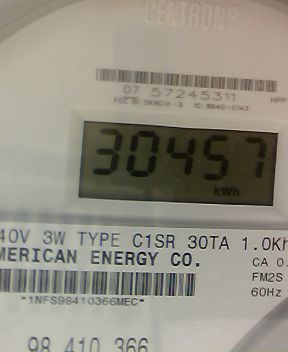 CENTRON®
07 57245311
30457
kWh
40V 3W TYPE C1SR 30TA 1.0Kh
MERICAN ENERGY CO.
CA 0.
FM2S
60Hz
*1NFS98410366MEC*
98 410 366